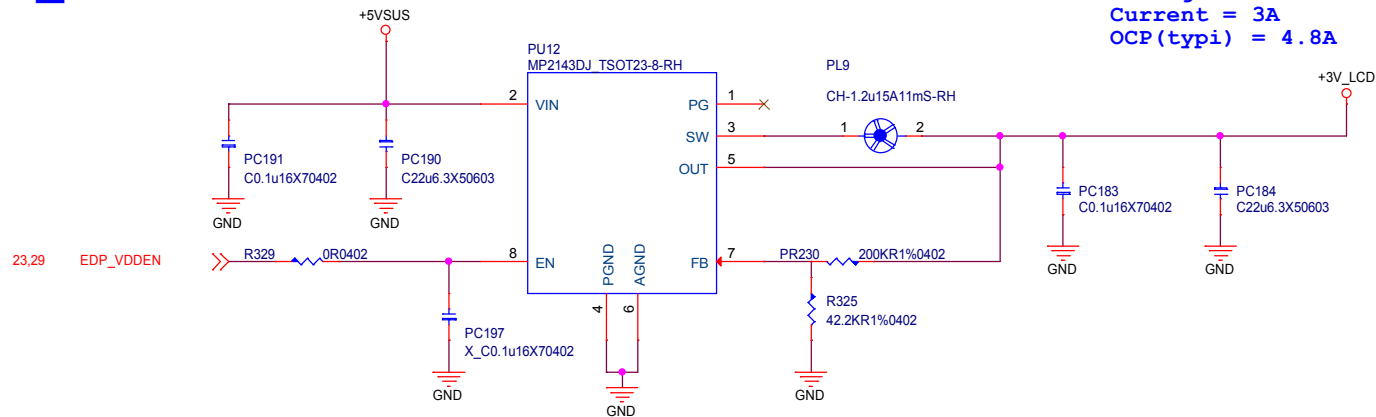 Current = 3A
OCP(typi) = 4.8A
+5VSUS
PU12
MP2143DJ_TSOT23-8-RH
PL9
CH-1.2u15A11mS-RH
+3V_LCD
2
VIN
PG
1
SW
3
1
2
OUT
5
PC191
C0.1u16X70402
PC190
C22u6.3X50603
PC183
C0.1u16X70402
PC184
C22u6.3X50603
GND
GND
GND
GND
23,29
EDP_VDDEN
R329
0R0402
8
EN
PGND
AGND
FB
7
PR230
200KR1%0402
4
6
R325
42.2KR1%0402
PC197
X_C0.1u16X70402
GND
GND
GND